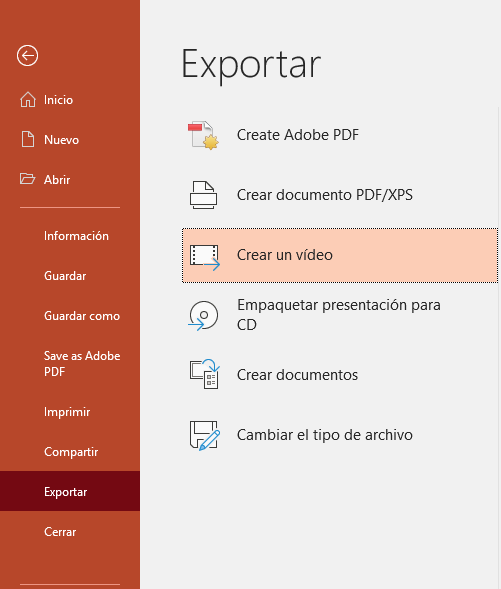 Inicio
Nuevo
Abrir
Información
Guardar
Guardar como
Save as Adobe
PDF
Imprimir
Compartir
Exportar
Cerrar
Exportar
Create Adobe PDF
Crear documento PDF/XPS
Crear un vídeo
Empaquetar presentación para
CD
Crear documentos
Cambiar el tipo de archivo